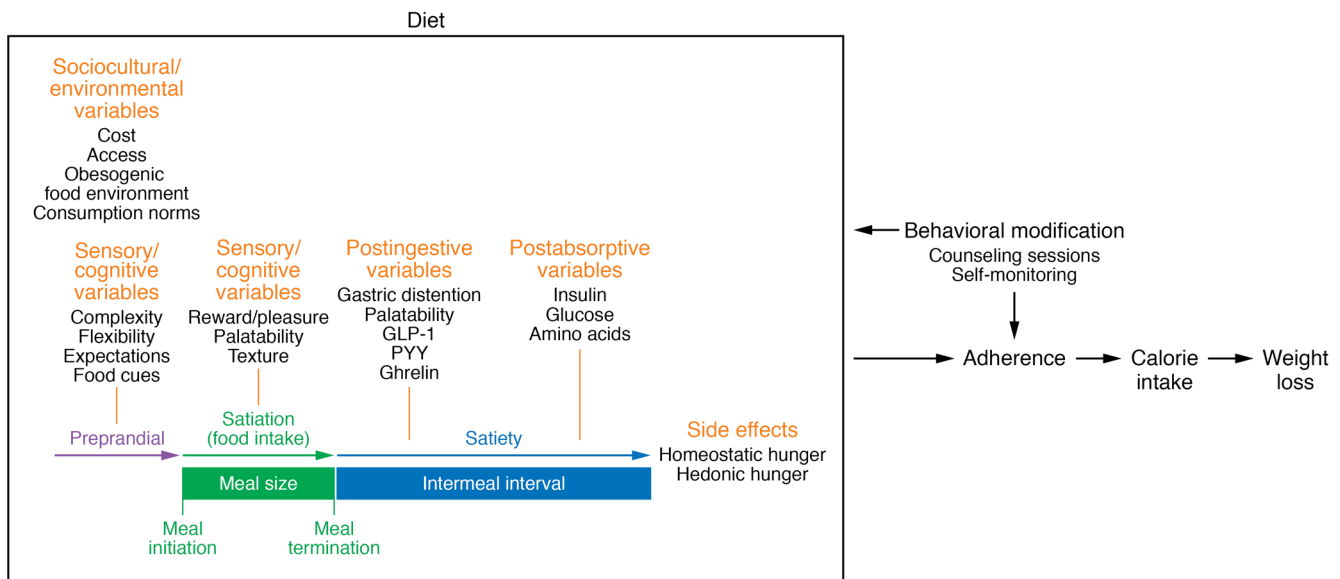 Diet
Sociocultural/
environmental
variables
Cost
Access
Obesogenic
food environment
Consumption norms
Sensory/
cognitive
variables
Complexity
Flexibility
Expectations
Food cues
Sensory/
cognitive
variables
Reward/pleasure
Palatability
Texture
Postingestive
variables
Gastric distention
Palatability
GLP-1
PYY
Ghrelin
Postabsorptive
variables
Insulin
Glucose
Amino acids
Preprandial
Satiation
(food intake)
Satiety
Side effects
Homeostatic hunger
Hedonic hunger
Meal size
Intermeal interval
Meal
initiation
Meal
termination
Behavioral modification
Counseling sessions
Self-monitoring
Adherence
Calorie
intake
Weight
loss